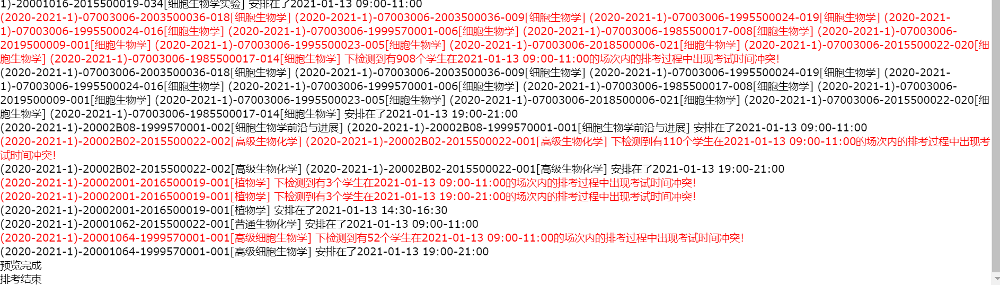 1)-20001016-2015500019-034[细胞生物学实验] 安排在了2021-01-13 09:00-11:00
(2020-2021-1)-07003006-2003500036-018[细胞生物学] (2020-2021-1)-07003006-2003500036-009[细胞生物学] (2020-2021-1)-07003006-1995500024-019[细胞生物学] (2020-2021-
1)-07003006-1995500024-016[细胞生物学] (2020-2021-1)-07003006-1999570001-006[细胞生物学] (2020-2021-1)-07003006-1985500017-008[细胞生物学] (2020-2021-1)-07003006-
2019500009-001[细胞生物学] (2020-2021-1)-07003006-1995500023-005[细胞生物学] (2020-2021-1)-07003006-2018500006-021[细胞生物学] (2020-2021-1)-07003006-2015500022-020[细
胞生物学] (2020-2021-1)-07003006-1985500017-014[细胞生物学] 下检测到有908个学生在2021-01-13 09:00-11:00的场次内的排考过程中出现考试时间冲突!
(2020-2021-1)-07003006-2003500036-018[细胞生物学] (2020-2021-1)-07003006-2003500036-009[细胞生物学] (2020-2021-1)-07003006-1995500024-019[细胞生物学] (2020-2021-
1)-07003006-1995500024-016[细胞生物学] (2020-2021-1)-07003006-1999570001-006[细胞生物学] (2020-2021-1)-07003006-1985500017-008[细胞生物学] (2020-2021-1)-07003006-
2019500009-001[细胞生物学] (2020-2021-1)-07003006-1995500023-005[细胞生物学] (2020-2021-1)-07003006-2018500006-021[细胞生物学] (2020-2021-1)-07003006-2015500022-020[细
胞生物学] (2020-2021-1)-07003006-1985500017-014[细胞生物学] 安排在了2021-01-13 19:00-21:00
(2020-2021-1)-20002B08-1999570001-002[细胞生物学前沿与进展] (2020-2021-1)-20002B08-1999570001-001[细胞生物学前沿与进展] 安排在了2021-01-13 09:00-11:00
(2020-2021-1)-20002B02-2015500022-002[高级生物化学] (2020-2021-1)-20002B02-2015500022-001[高级生物化学] 下检测到有110个学生在2021-01-13 09:00-11:00的场次内的排考过程中出现考
试时间冲突!
(2020-2021-1)-20002B02-2015500022-002[高级生物化学] (2020-2021-1)-20002B02-2015500022-001[高级生物化学] 安排在了2021-01-13 19:00-21:00
(2020-2021-1)-20002001-2016500019-001[植物学] 下检测到有3个学生在2021-01-13 09:00-11:00的场次内的排考过程中出现考试时间冲突!
(2020-2021-1)-20002001-2016500019-001[植物学] 下检测到有3个学生在2021-01-13 19:00-21:00的场次内的排考过程中出现考试时间冲突!
(2020-2021-1)-20002001-2016500019-001[植物学] 安排在了2021-01-13 14:30-16:30
(2020-2021-1)-20001062-2015500022-001[普通生物化学] 安排在了2021-01-13 09:00-11:00
(2020-2021-1)-20001064-1999570001-001[高级细胞生物学] 下检测到有52个学生在2021-01-13 09:00-11:00的场次内的排考过程中出现考试时间冲突!
(2020-2021-1)-20001064-1999570001-001[高级细胞生物学] 安排在了2021-01-13 19:00-21:00
预览完成
排考结束